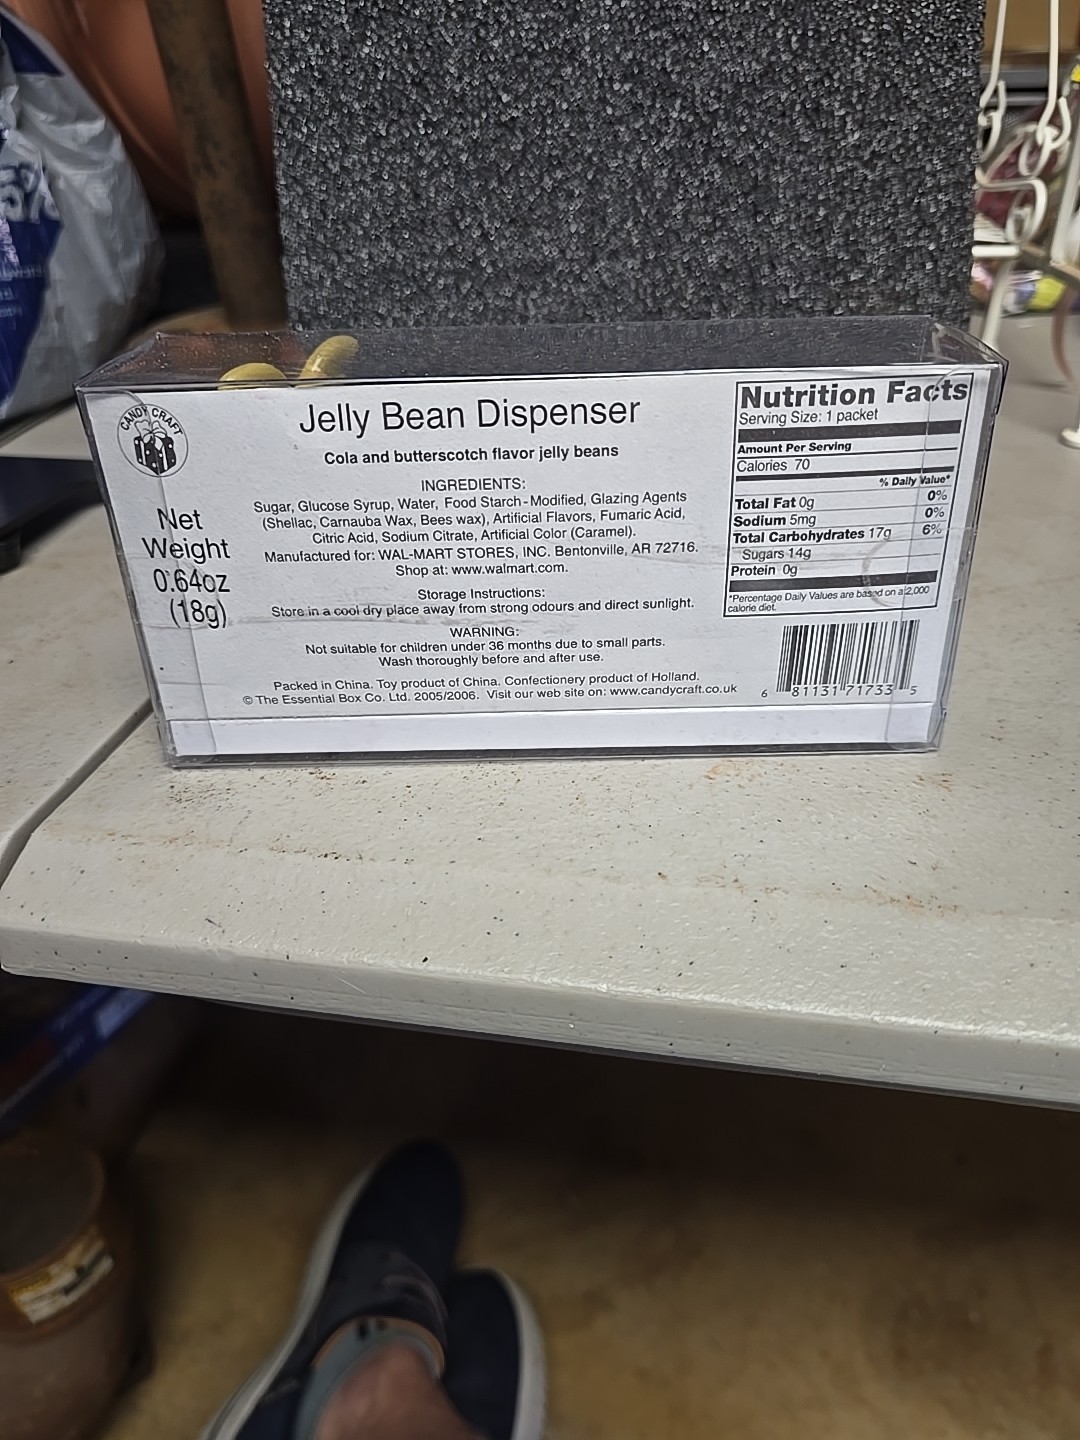 CANDY CRAFT
Jelly Bean Dispenser
Cola and butterscotch flavor jelly beans
INGREDIENTS:
Sugar, Glucose Syrup, Water, Food Starch-Modified, Glazing Agents
(Shellac, Carnauba Wax, Bees wax), Artificial Flavors, Fumaric Acid,
Citric Acid, Sodium Citrate, Artificial Color (Caramel).
Manufactured for: WAL-MART STORES, INC. Bentonville, AR 72716.
Shop at: www.walmart.com.
Storage Instructions:
Store in a cool dry place away from strong odours and direct sunlight.
WARNING:
Not suitable for children under 36 months due to small parts.
Wash thoroughly before and after use.
Packed in China. Toy product of China. Confectionery product of Holland.
© The Essential Box Co. Ltd. 2005/2006. Visit our web site on: www.candycraft.co.uk
Net
Weight
0.64oz
(18g)
Nutrition Facts
Serving Size: 1 packet
Amount Per Serving
Calories 70
% Daily Value*
Total Fat 0g 0%
Sodium 5mg 0%
Total Carbohydrates 17g 6%
Sugars 14g
Protein 0g
*Percentage Daily Values are based on a 2,000
calorie diet.
6 81131 71733 5